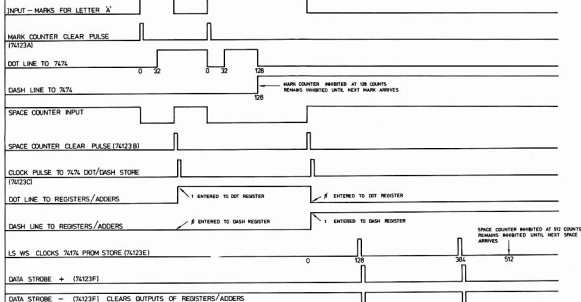 INPUT - MARKS FOR LETTER 'A'
MARK COUNTER CLEAR PULSE
(74123A)
DOT LINE TO 7474
0 32 0 32 128
DASH LINE TO 7474
MARK COUNTER INHIBITED AT 128 COUNTS
REMAINS INHIBITED UNTIL NEXT MARK ARRIVES
128
SPACE COUNTER INPUT
SPACE COUNTER CLEAR PULSE (74123B)
CLOCK PULSE TO 7474 DOT/DASH STORE
(74123C)
DOT LINE TO REGISTERS/ADDERS
1 ENTERED TO DOT REGISTER
∅ ENTERED TO DOT REGISTER
DASH LINE TO REGISTERS/ADDERS
∅ ENTERED TO DASH REGISTER
1 ENTERED TO DASH REGISTER
SPACE COUNTER INHIBITED AT 512 COUNTS
REMAINS INHIBITED UNTIL NEXT SPACE
ARRIVES
LS WS CLOCKS 74174 PROM STORE (74123E)
0 128 384 512
DATA STROBE + (74123F)
DATA STROBE - (74123F) CLEARS OUTPUTS OF REGISTERS/ADDERS